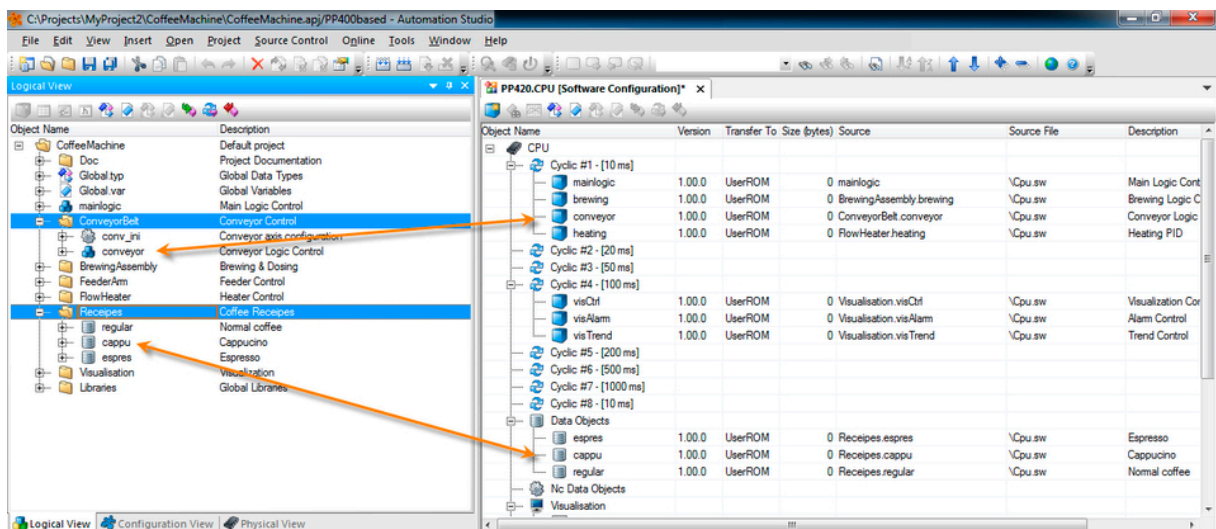 C:\Projects\MyProject2\CoffeeMachine\CoffeeMachine.apj/PP400based - Automation Studio
File Edit View Insert Open Project Source Control Online Tools Window Help
Logical View
Object Name Description
CoffeeMachine Default project
Doc Project Documentation
Global.typ Global Data Types
Global.var Global Variables
mainlogic Main Logic Control
ConveyorBelt Conveyor Control
conv_ini Conveyor axis configuration
conveyor Conveyor Logic Control
BrewingAssembly Brewing & Dosing
FeederArm Feeder Control
FlowHeater Heater Control
Receipes Coffee Receipes
regular Normal coffee
cappu Cappucino
espres Espresso
Visualisation Visualization
Libraries Global Libraries
Logical View Configuration View Physical View
PP420.CPU [Software Configuration]* X
Object Name Version Transfer To Size (bytes) Source Source File Description
CPU
Cyclic #1 - [10 ms]
mainlogic 1.00.0 UserROM 0 mainlogic \Cpu.sw Main Logic Cont
brewing 1.00.0 UserROM 0 BrewingAssembly.brewing \Cpu.sw Brewing Logic C
conveyor 1.00.0 UserROM 0 ConveyorBelt.conveyor \Cpu.sw Conveyor Logic
heating 1.00.0 UserROM 0 FlowHeater.heating \Cpu.sw Heating PID
Cyclic #2 - [20 ms]
Cyclic #3 - [50 ms]
Cyclic #4 - [100 ms]
visCtrl 1.00.0 UserROM 0 Visualisation.visCtrl \Cpu.sw Visualization Cor
visAlarm 1.00.0 UserROM 0 Visualisation.visAlarm \Cpu.sw Alarm Control
visTrend 1.00.0 UserROM 0 Visualisation.visTrend \Cpu.sw Trend Control
Cyclic #5 - [200 ms]
Cyclic #6 - [500 ms]
Cyclic #7 - [1000 ms]
Cyclic #8 - [10 ms]
Data Objects
espres 1.00.0 UserROM 0 Receipes.espres \Cpu.sw Espresso
cappu 1.00.0 UserROM 0 Receipes.cappu \Cpu.sw Cappucino
regular 1.00.0 UserROM 0 Receipes.regular \Cpu.sw Normal coffee
Nc Data Objects
Visualisation